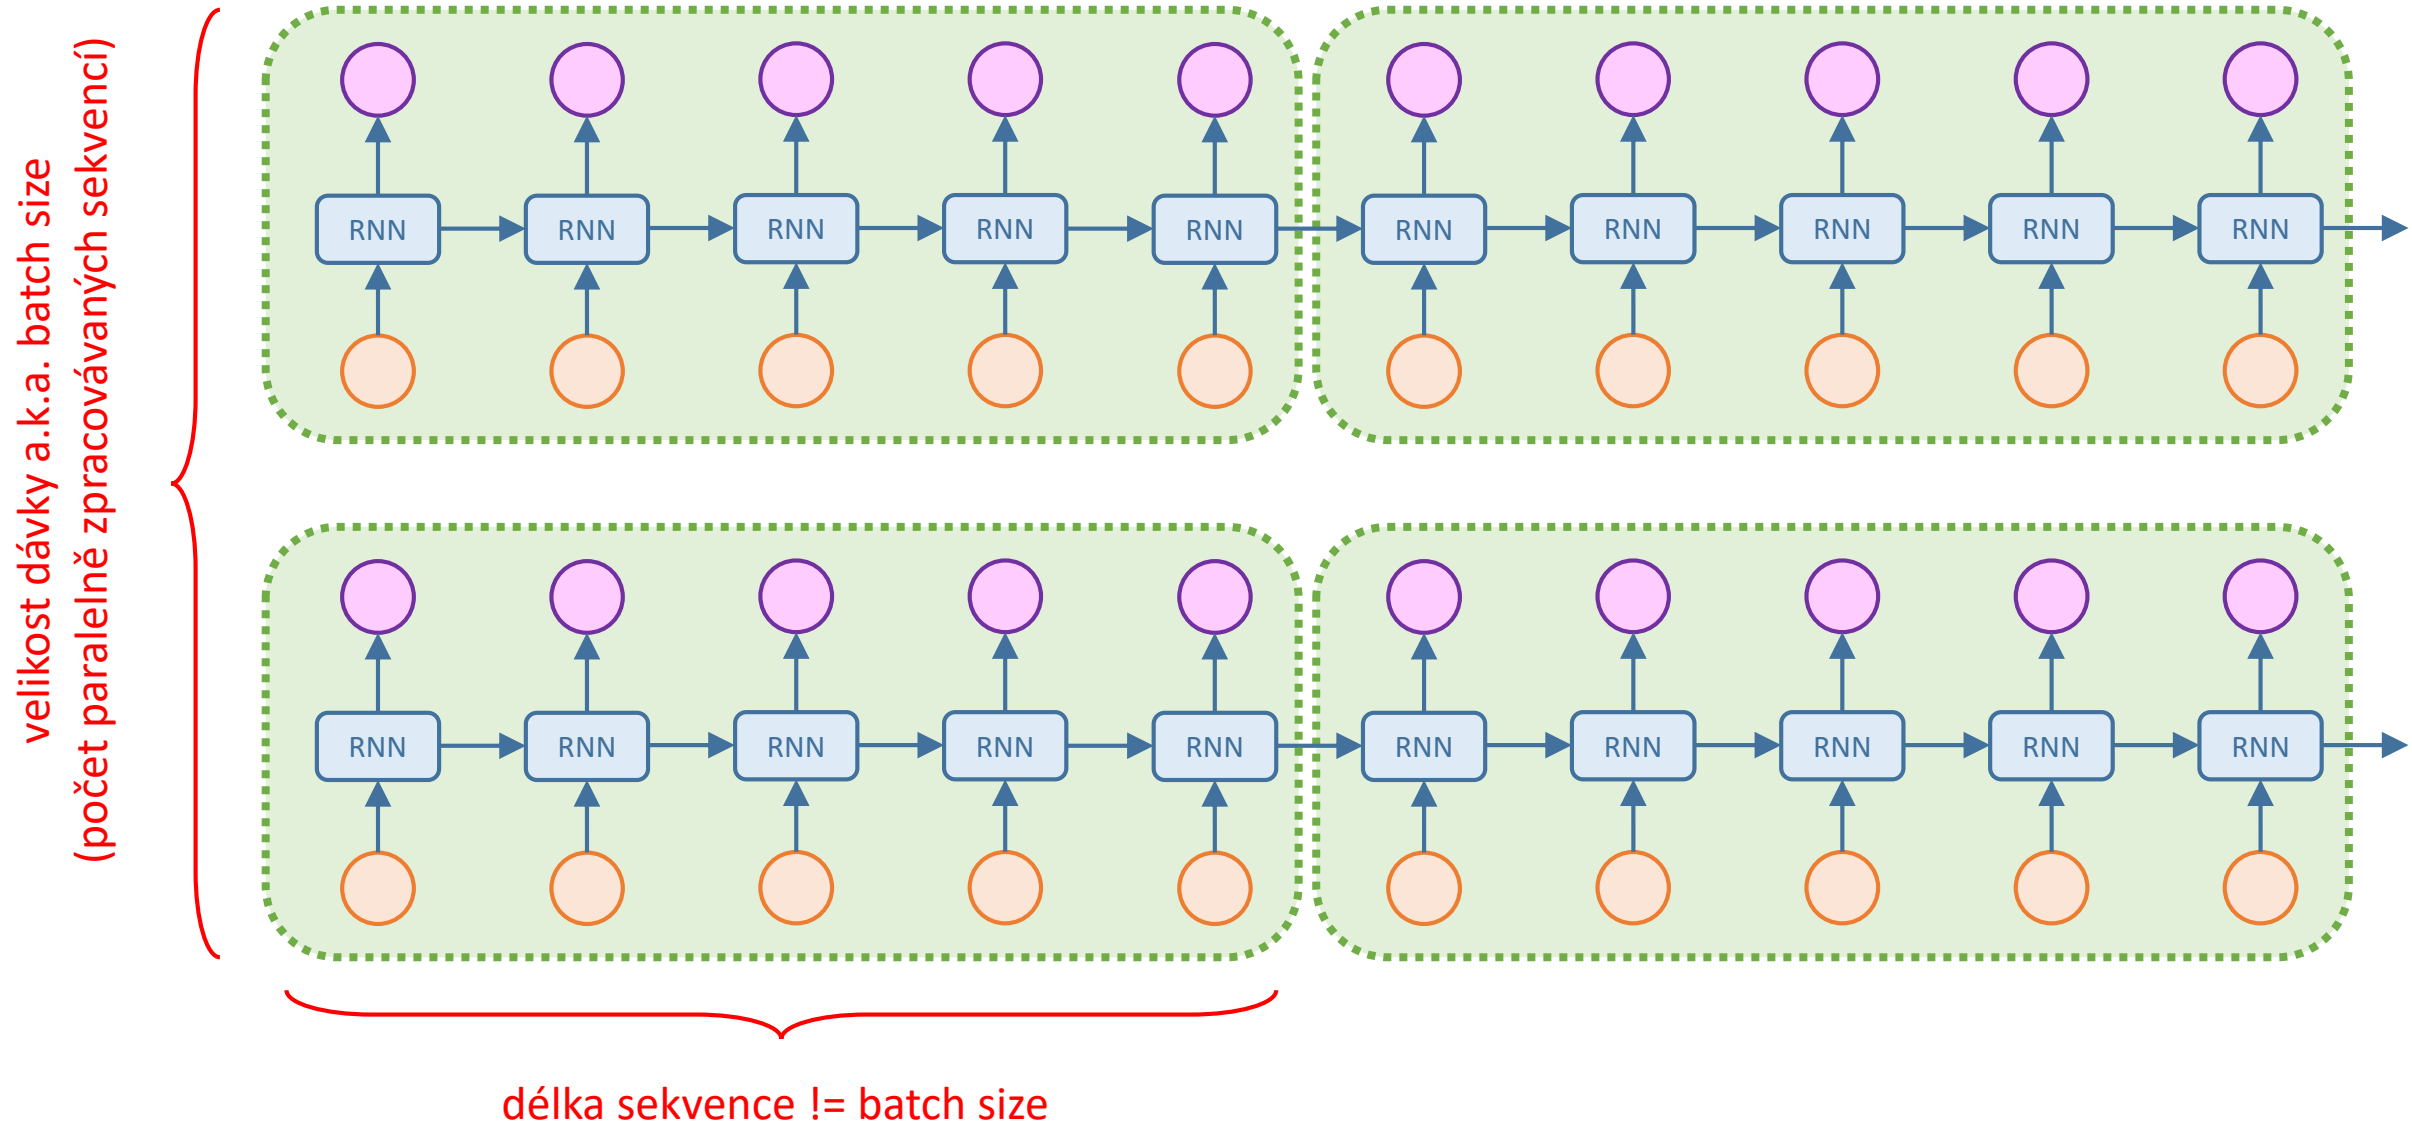 velikost dávky a.k.a. batch size
(počet paralelně zpracovávaných sekvencí)
RNN RNN RNN RNN RNN RNN RNN RNN RNN RNN
RNN RNN RNN RNN RNN RNN RNN RNN RNN RNN
délka sekvence != batch size